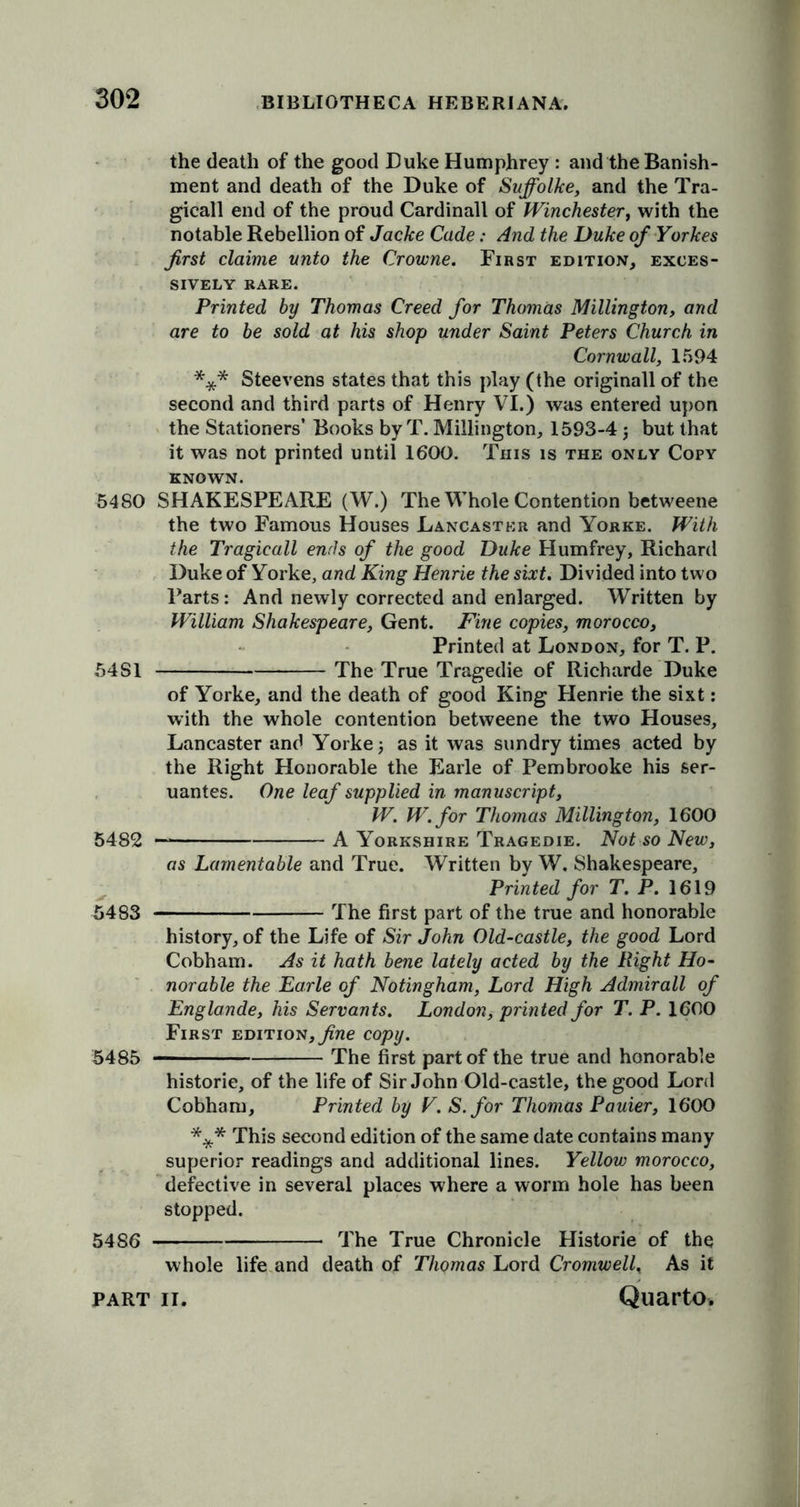 302 BIBLIOTHECA HEBERIANA.
the death of the good Duke Humphrey : and the Banish-
ment and death of the Duke of Suffolke, and the Tra-
gicall end of the proud Cardinall of Winchester, with the
notable Rebellion of Jacke Cade : And the Duke of Yorkes
first claime unto the Crowne. First edition, exces-
sively rare.
Printed by Thomas Creed for Thomas Millington, and
are to be sold at his shop under Saint Peters Church in
Cornwall, 1594
*** Steevens states that this play (the originall of the
second and third parts of Henry VI.) was entered upon
the Stationers' Books by T. Millington, 1593-4 ; but that
it was not printed until 1600. This is the only Copy
known.
5480 SHAKESPEARE (W.) The Whole Contention betweene
the two Famous Houses Lancaster and Yorke. With
the Tragicall ends of the good Duke Humfrey, Richard
Duke of Yorke, and King Henrie the sixt. Divided into two
Parts : And newly corrected and enlarged. Written by
William Shakespeare, Gent. Fine copies, morocco,
Printed at London, for T. P.
5481 ——— The True Tragedie of Richarde Duke
of Yorke, and the death of good King Henrie the sixt :
with the whole contention betweene the two Houses,
Lancaster and Yorke ; as it was sundry times acted by
the Right Honorable the Earle of Pembrooke his ser-
uantes. One leaf supplied in manuscript,
W. W. for Thomas Millington, 1600
5482 ——— A Yorkshire Tragedie. Not so New,
as Lamentable and True. Written by W. Shakespeare,
Printed for T. P. 1619
5483 ——— The first part of the true and honorable
history, of the Life of Sir John Old-castle, the good Lord
Cobham. As it hath bene lately acted by the Right Ho-
norable the Earle of Notingham, Lord High Admirall of
Englande, his Servants. London, printed for T. P. 1600
First edition, fine copy.
5485 ——— The first part of the true and honorable
historie, of the life of Sir John Old-castle, the good Lord
Cobham, Printed by V. S. for Thomas Pauier, 1600
*** This second edition of the same date contains many
superior readings and additional lines. Yellow morocco,
defective in several places where a worm hole has been
stopped.
5486 ——— The True Chronicle Historie of the
whole life and death of Thomas Lord Cromwell, As it
PART II. Quarto.